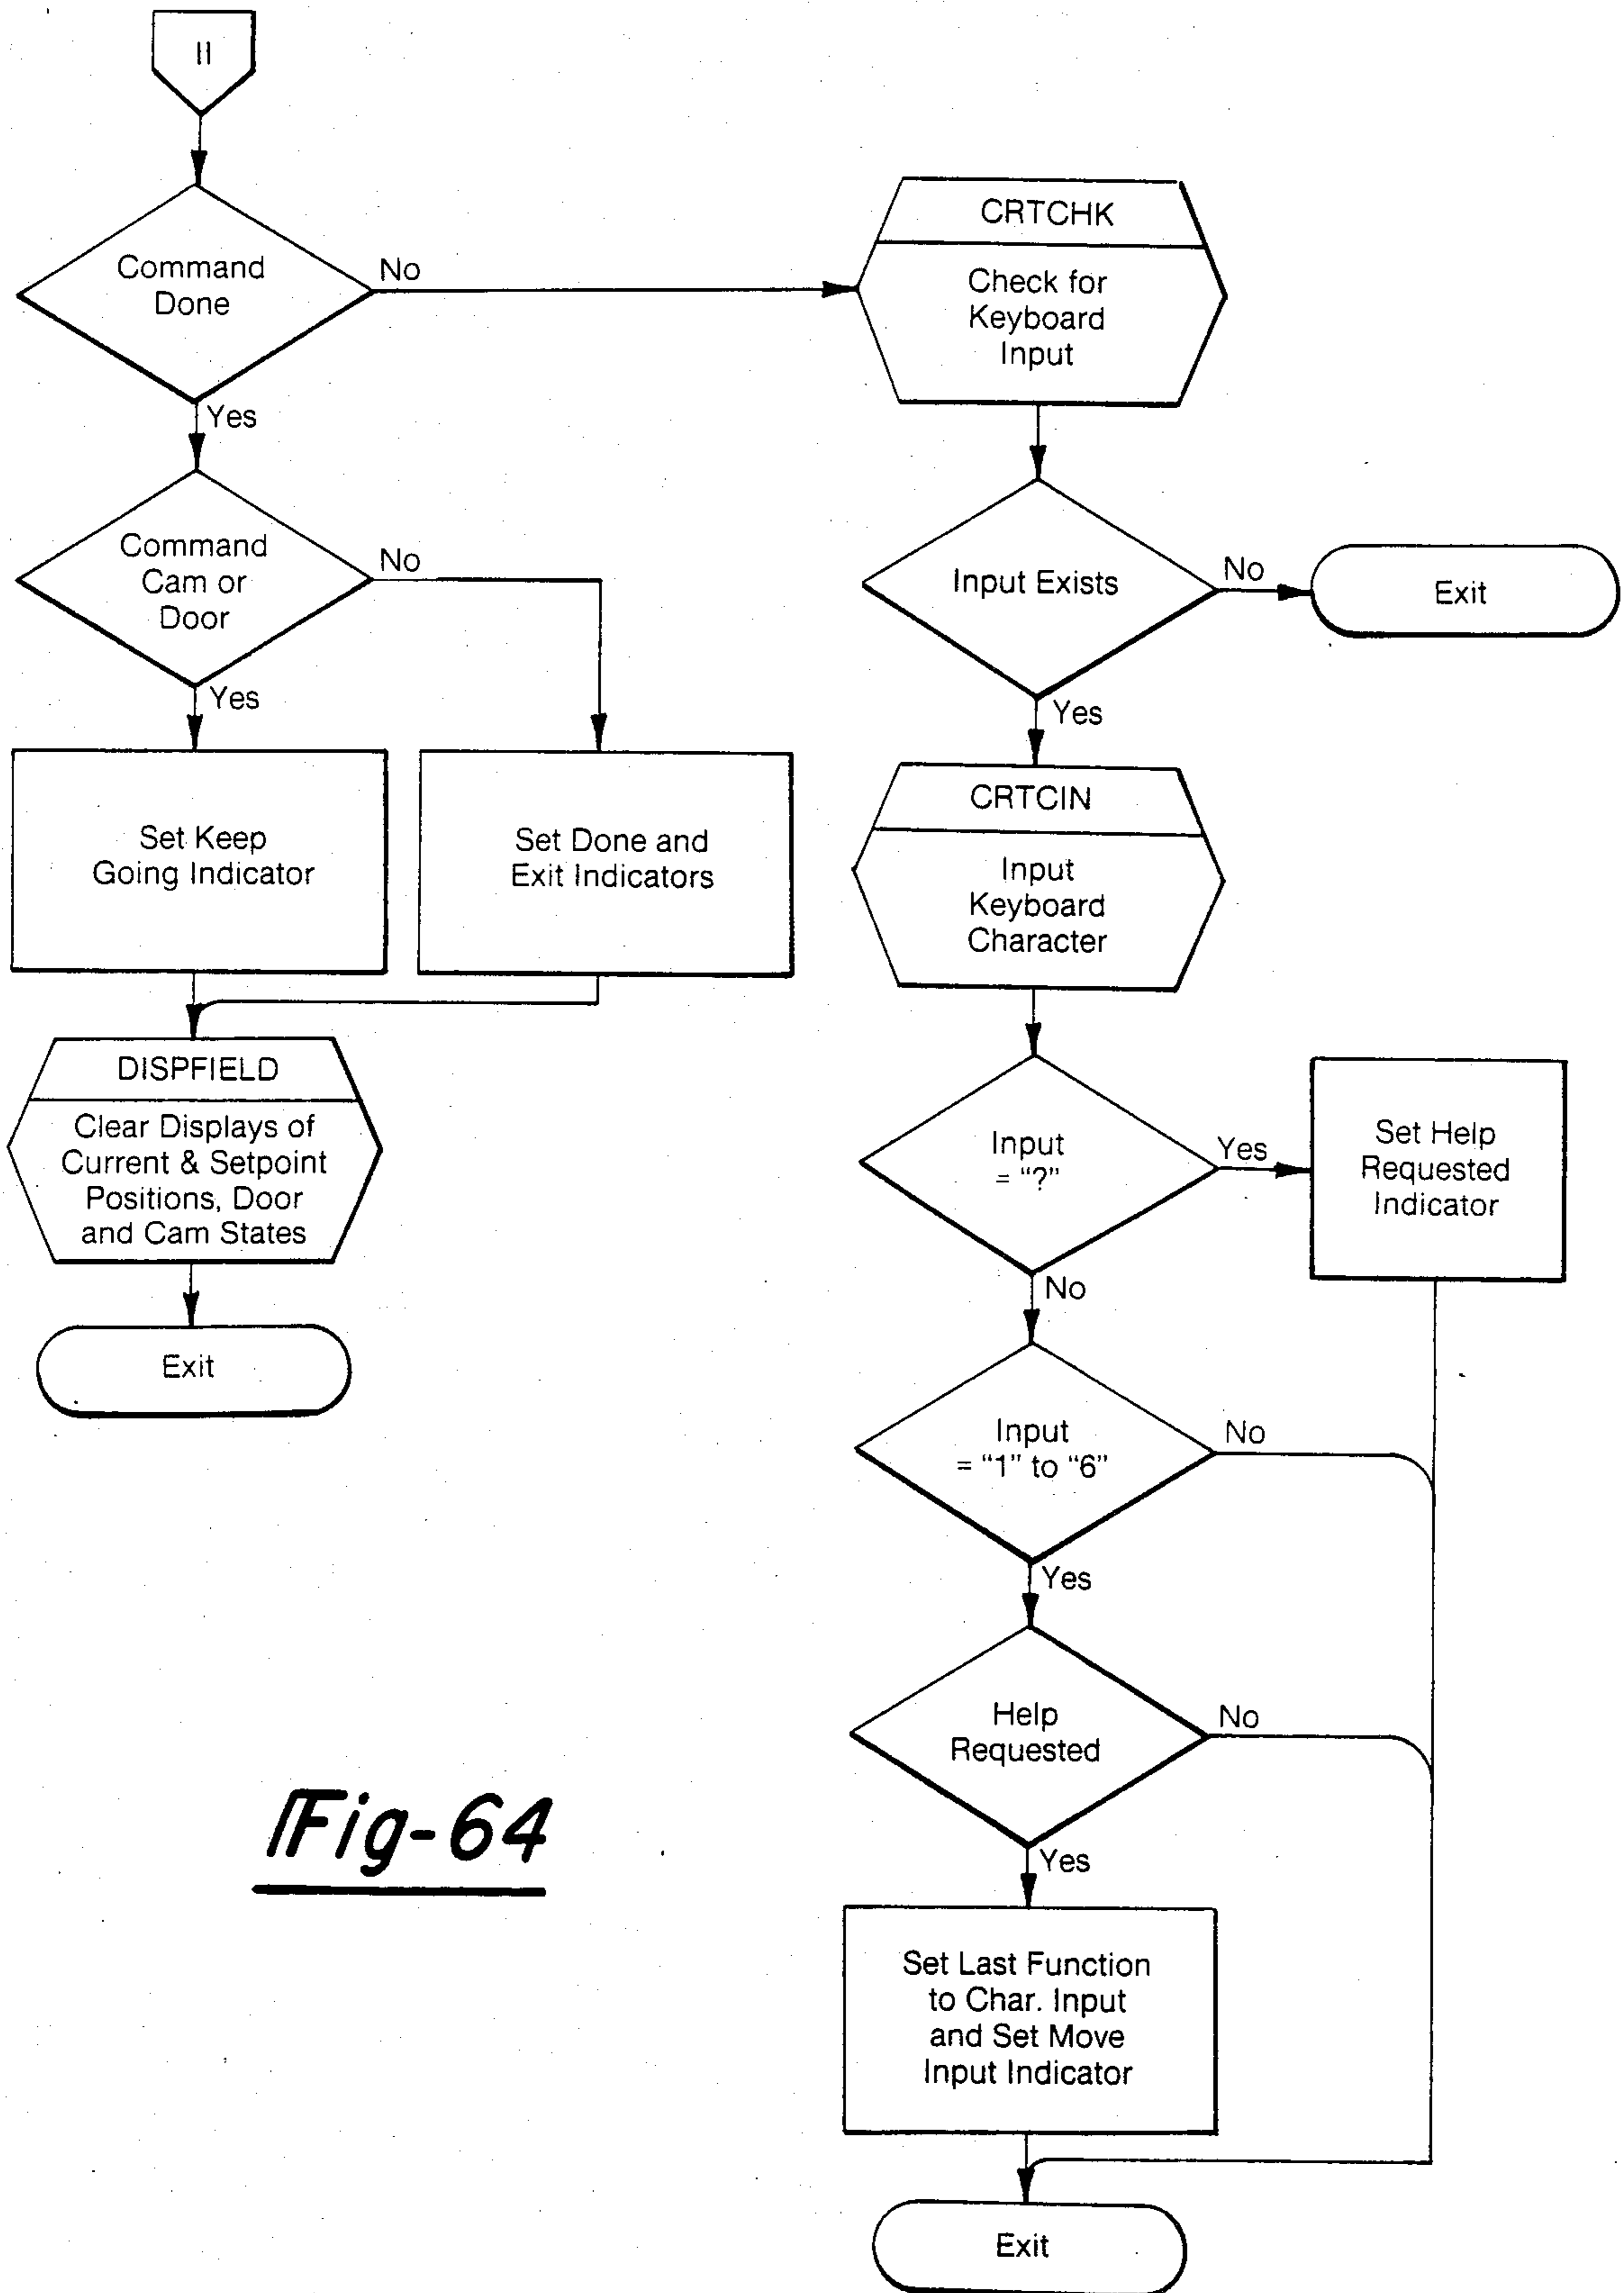 II
Command
Done
No
Yes
CRTCHK
Check for
Keyboard
Input
Command
Cam or
Door
No
Yes
Input Exists
No
Exit
Yes
Set Keep
Going Indicator
Set Done and
Exit Indicators
CRTCIN
Input
Keyboard
Character
DISPFIELD
Clear Displays of
Current & Setpoint
Positions, Door
and Cam States
Exit
Input
= “?”
Yes
No
Set Help
Requested
Indicator
Input
= “1” to “6”
No
Yes
Help
Requested
No
Yes
Set Last Function
to Char. Input
and Set Move
Input Indicator
Exit
Fig-64